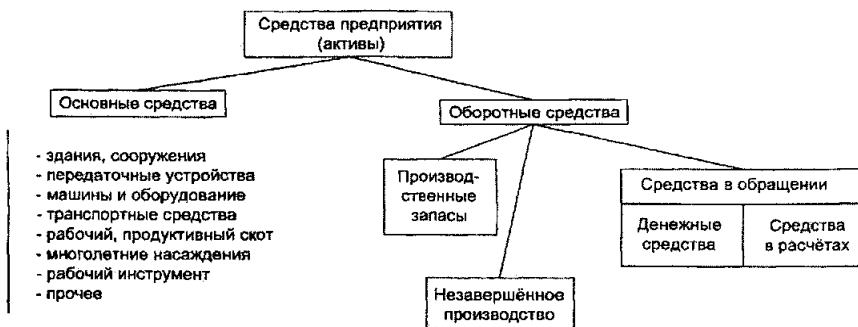 Средства предприятия
(активы)
Основные средства
Оборотные средства
- здания, сооружения
- передаточные устройства
- машины и оборудование
- транспортные средства
- рабочий, продуктивный скот
- многолетние насаждения
- рабочий инструмент
- прочее
Производ-
ственные
запасы
Средства в обращении
Денежные
средства
Средства
в расчётах
Незавершённое
производство